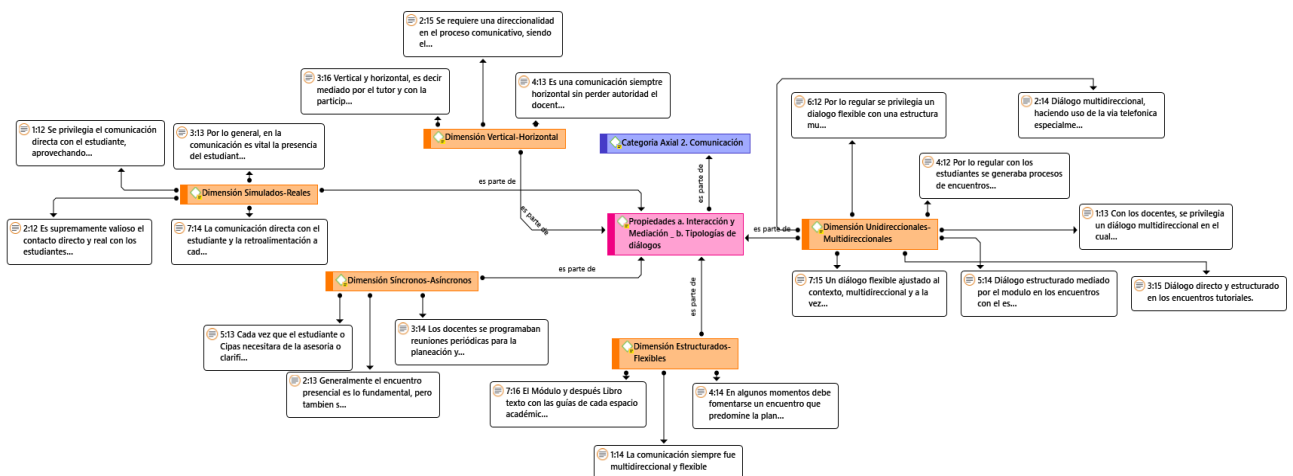 2:15 Se requiere una direccionalidad
en el proceso comunicativo, siendo
el...
3:16 Vertical y horizontal, es decir
mediado por el tutor y con la
particip...
4:13 Es una comunicación siemptre
horizontal sin perder autoridad el
docent...
6:12 Por lo regular se privilegia un
dialogo flexible con una estructura
mu...
2:14 Diálogo multidireccional,
haciendo uso de la via telefonica
especialme...
1:12 Se privilegia el comunicación
directa con el estudiante,
aprovechando...
3:13 Por lo general, en la
comunicación es vital la presencia
del estudiant...
Dimensión Vertical-Horizontal
Categoria Axial 2. Comunicación
4:12 Por lo regular con los
estudiantes se generaba procesos
de encuentros...
es parte de
es parte de
es parte de
Dimensión Simulados-Reales
2:12 Es supremamente valioso el
contacto directo y real con los
estudiantes...
7:14 La comunicación directa con el
estudiante y la retroalimentación a
cad...
Propiedades a. Interacción y
Mediación _ b. Tipologías de
diálogos
es parte de
Dimensión Unidireccionales-
Multidireccionales
1:13 Con los docentes, se privilegia
un diálogo multidireccional en el
cual...
es parte de
Dimensión Síncronos-Asíncronos
7:15 Un diálogo flexible ajustado al
contexto, multidireccional y a la
vez...
5:14 Diálogo estructurado mediado
por el modulo en los encuentros
con el es...
3:15 Diálogo directo y estructurado
en los encuentros tutoriales.
es parte de
5:13 Cada vez que el estudiante o
Cipas necesitara de la asesoría o
clarifi...
3:14 Los docentes se programaban
reuniones periódicas para la
planeación y...
Dimensión Estructurados-
Flexibles
2:13 Generalmente el encuentro
presencial es lo fundamental, pero
tambien s...
7:16 El Módulo y después Libro
texto con las guías de cada espacio
académic...
4:14 En algunos momentos debe
fomentarse un encuentro que
predomine la plan...
1:14 La comunicación siempre fue
multidireccional y flexible